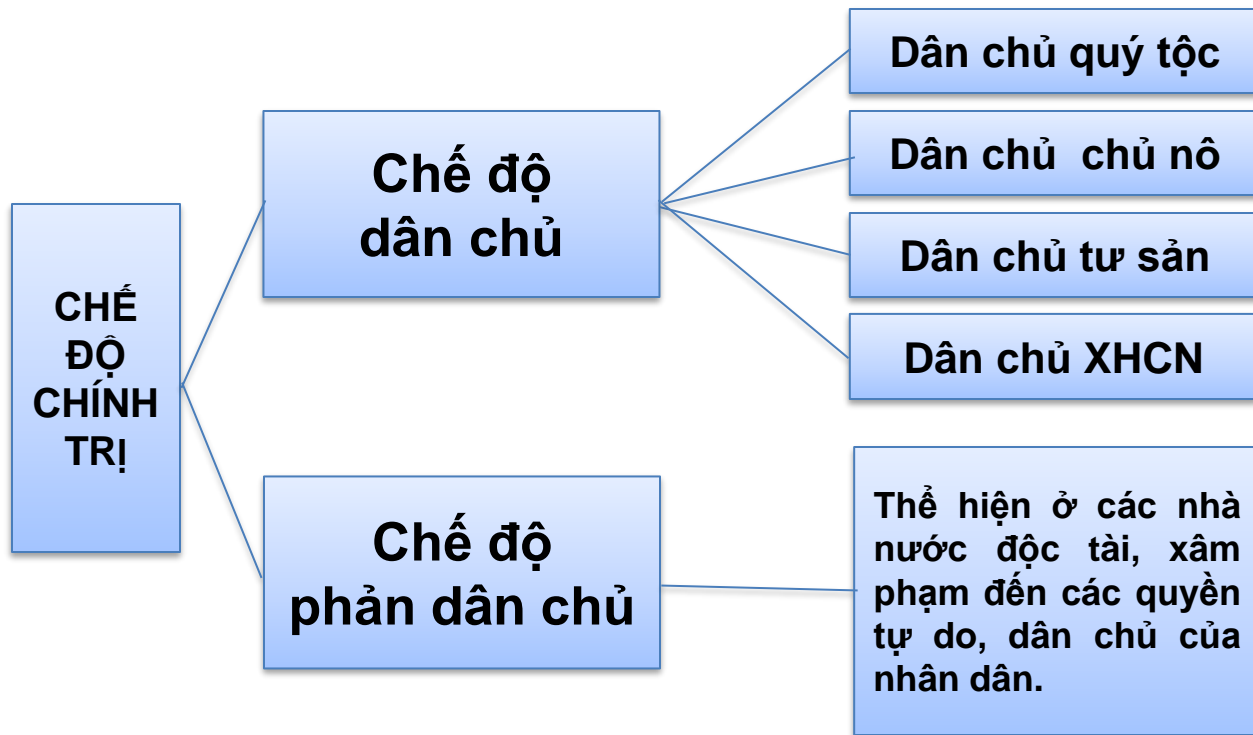 CHẾ
ĐỘ
CHÍNH
TRỊ
Chế độ
dân chủ
Dân chủ quý tộc
Dân chủ chủ nô
Dân chủ tư sản
Dân chủ XHCN
Chế độ
phản dân chủ
Thể hiện ở các nhà
nước độc tài, xâm
phạm đến các quyền
tự do, dân chủ của
nhân dân.